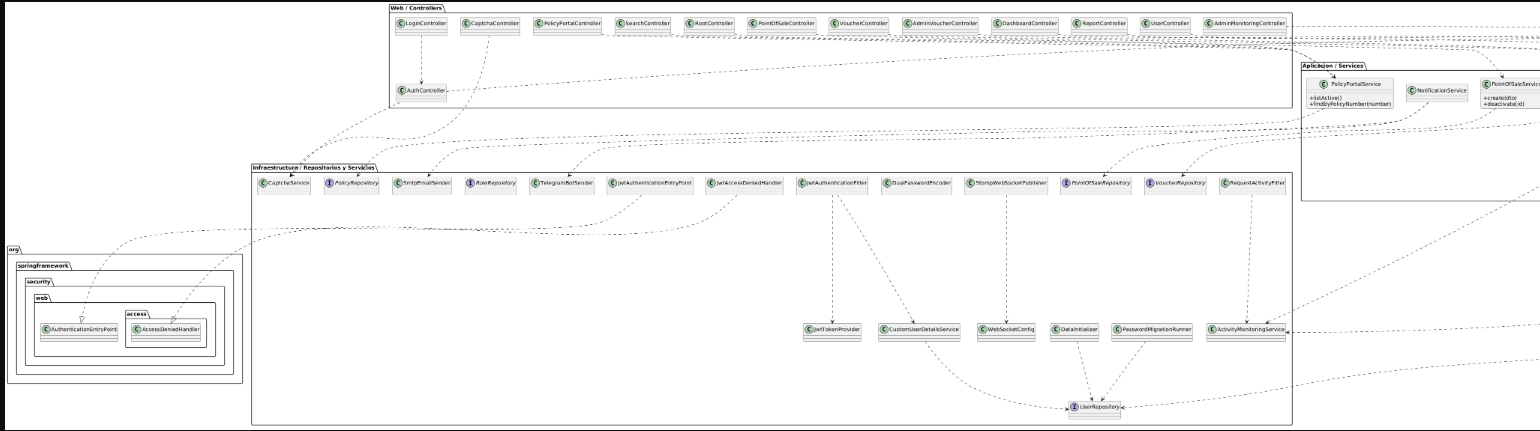 Web / Controllers
C LoginController
C CaptchaController
C PolicyPortalController
C SearchController
C RootController
C PointOfSaleController
C VoucherController
C AdminVoucherController
C DashboardController
C ReportController
C UserController
C AdminMonitoringController
C AuthController
Aplicacion / Services
C PolicyPortalService
+listActive()
+findByPolicyNumber(number)
C NotificationService
C PointOfSaleService
+create(dto)
+deactivate(id)
Infraestructura / Repositorios y Servicios
C CaptchaService
I PolicyRepository
C SmtpEmailSender
I RoleRepository
C TelegramBotSender
C JwtAuthenticationEntryPoint
C JwtAccessDeniedHandler
C JwtAuthenticationFilter
C DualPasswordEncoder
C StompWebSocketPublisher
I PointOfSaleRepository
I VoucherRepository
C RequestActivityFilter
org
springframework
security
web
access
C AuthenticationEntryPoint
C AccessDeniedHandler
C JwtTokenProvider
C CustomUserDetailsService
C WebSocketConfig
C DataInitializer
C PasswordMigrationRunner
C ActivityMonitoringService
I UserRepository